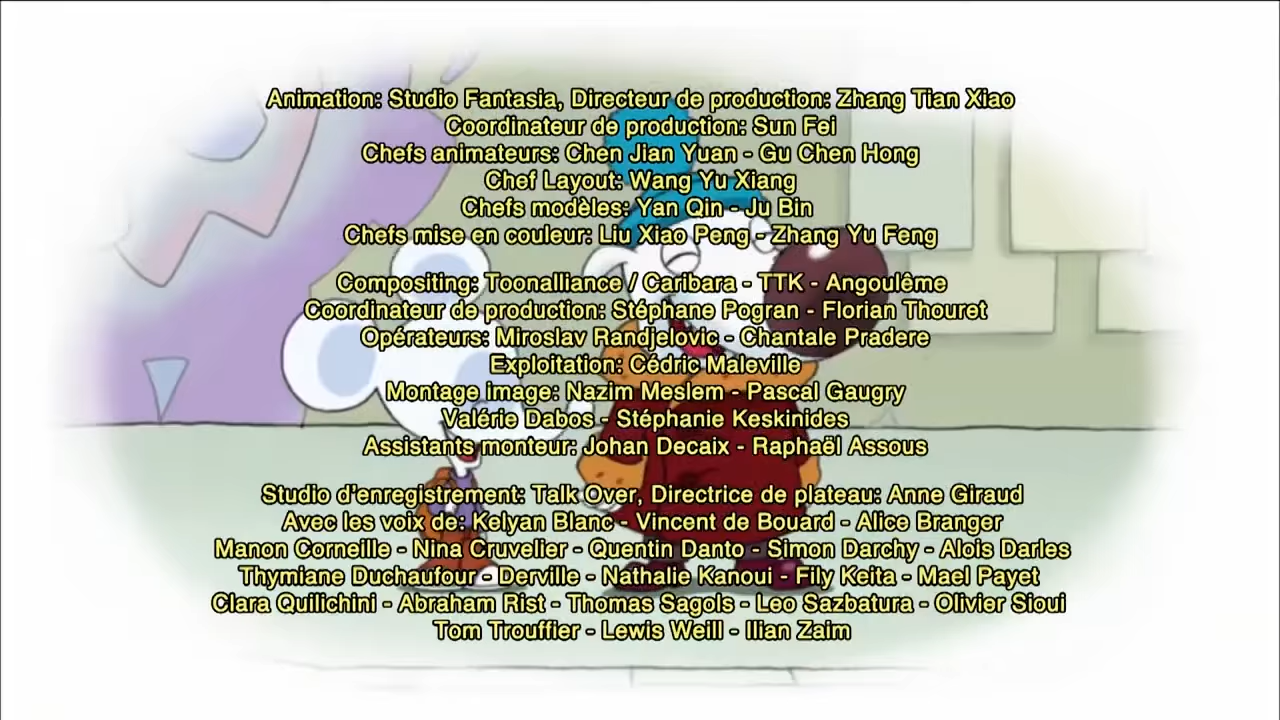 Animation: Studio Fantasia, Directeur de production: Zhang Tian Xiao
Coordinateur de production: Sun Fei
Chefs animateurs: Chen Jian Yuan - Gu Chen Hong
Chef Layout: Wang Yu Xiang
Chefs modèles: Yan Qin - Ju Bin
Chefs mise en couleur: Liu Xiao Peng - Zhang Yu Feng
Compositing: Toonalliance / Caribara - TTK - Angoulême
Coordinateur de production: Stéphane Pogran - Florian Thouret
Opérateurs: Miroslav Randjelovic - Chantale Pradere
Exploitation: Cédric Maleville
Montage image: Nazim Meslem - Pascal Gaugry
Valérie Dabos - Stéphanie Keskinides
Assistants monteur: Johan Decaix - Raphaël Assous
Studio d'enregistrement: Talk Over, Directrice de plateau: Anne Giraud
Avec les voix de: Kelyan Blanc - Vincent de Bouard - Alice Branger
Manon Corneille - Nina Cruvelier - Quentin Danto - Simon Darchy - Alois Darles
Thymiane Duchaufour - Derville - Nathalie Kanoui - Fily Keita - Mael Payet
Clara Quilichini - Abraham Rist - Thomas Sagols - Leo Sazbatura - Olivier Sioui
Tom Trouffier - Lewis Weill - Ilian Zaim